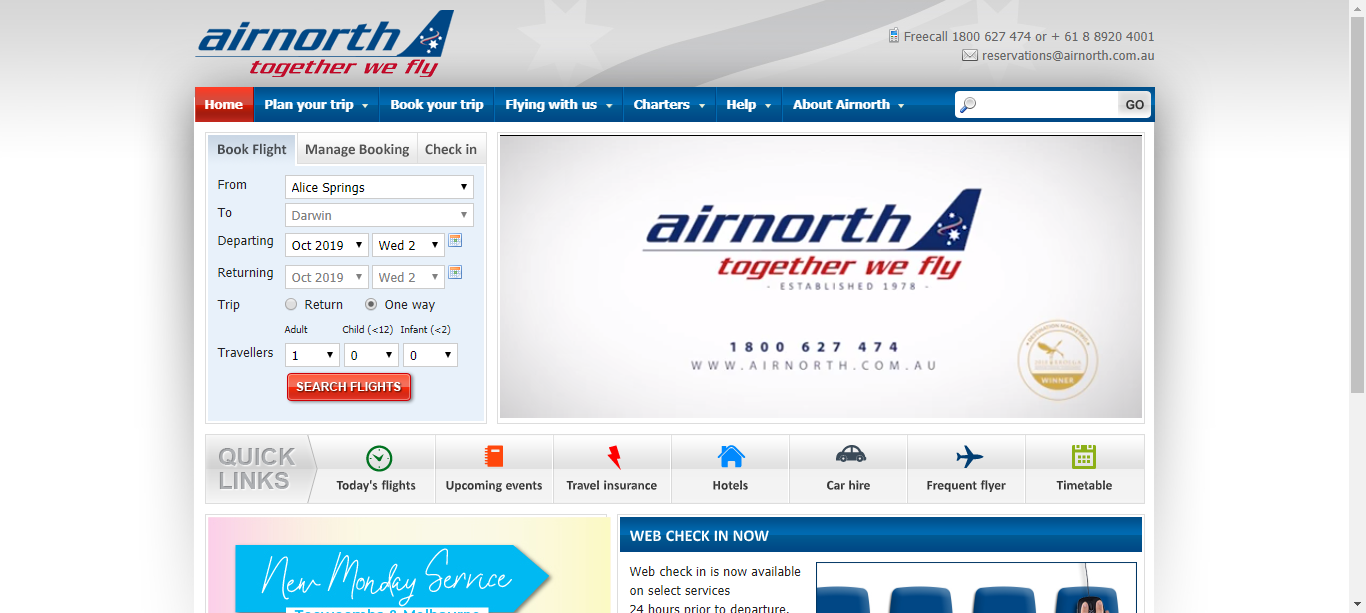 airnorth
together we fly
Freecall 1800 627 474 or + 61 8 8920 4001
reservations@airnorth.com.au
Home Plan your trip Book your trip Flying with us Charters Help About Airnorth GO
Book Flight Manage Booking Check in
From Alice Springs
To Darwin
Departing Oct 2019 Wed 2
Returning Oct 2019 Wed 2
Trip Return One way
Adult Child (<12) Infant (<2)
Travellers 1 0 0
SEARCH FLIGHTS
airnorth
together we fly
- ESTABLISHED 1978 -
1800 627 474
WWW.AIRNORTH.COM.AU
WINNER
QUICK
LINKS
Today's flights Upcoming events Travel insurance Hotels Car hire Frequent flyer Timetable
New Monday Service
Toowoomba & Melbourne
WEB CHECK IN NOW
Web check in is now available
on select services
24 hours prior to departure.